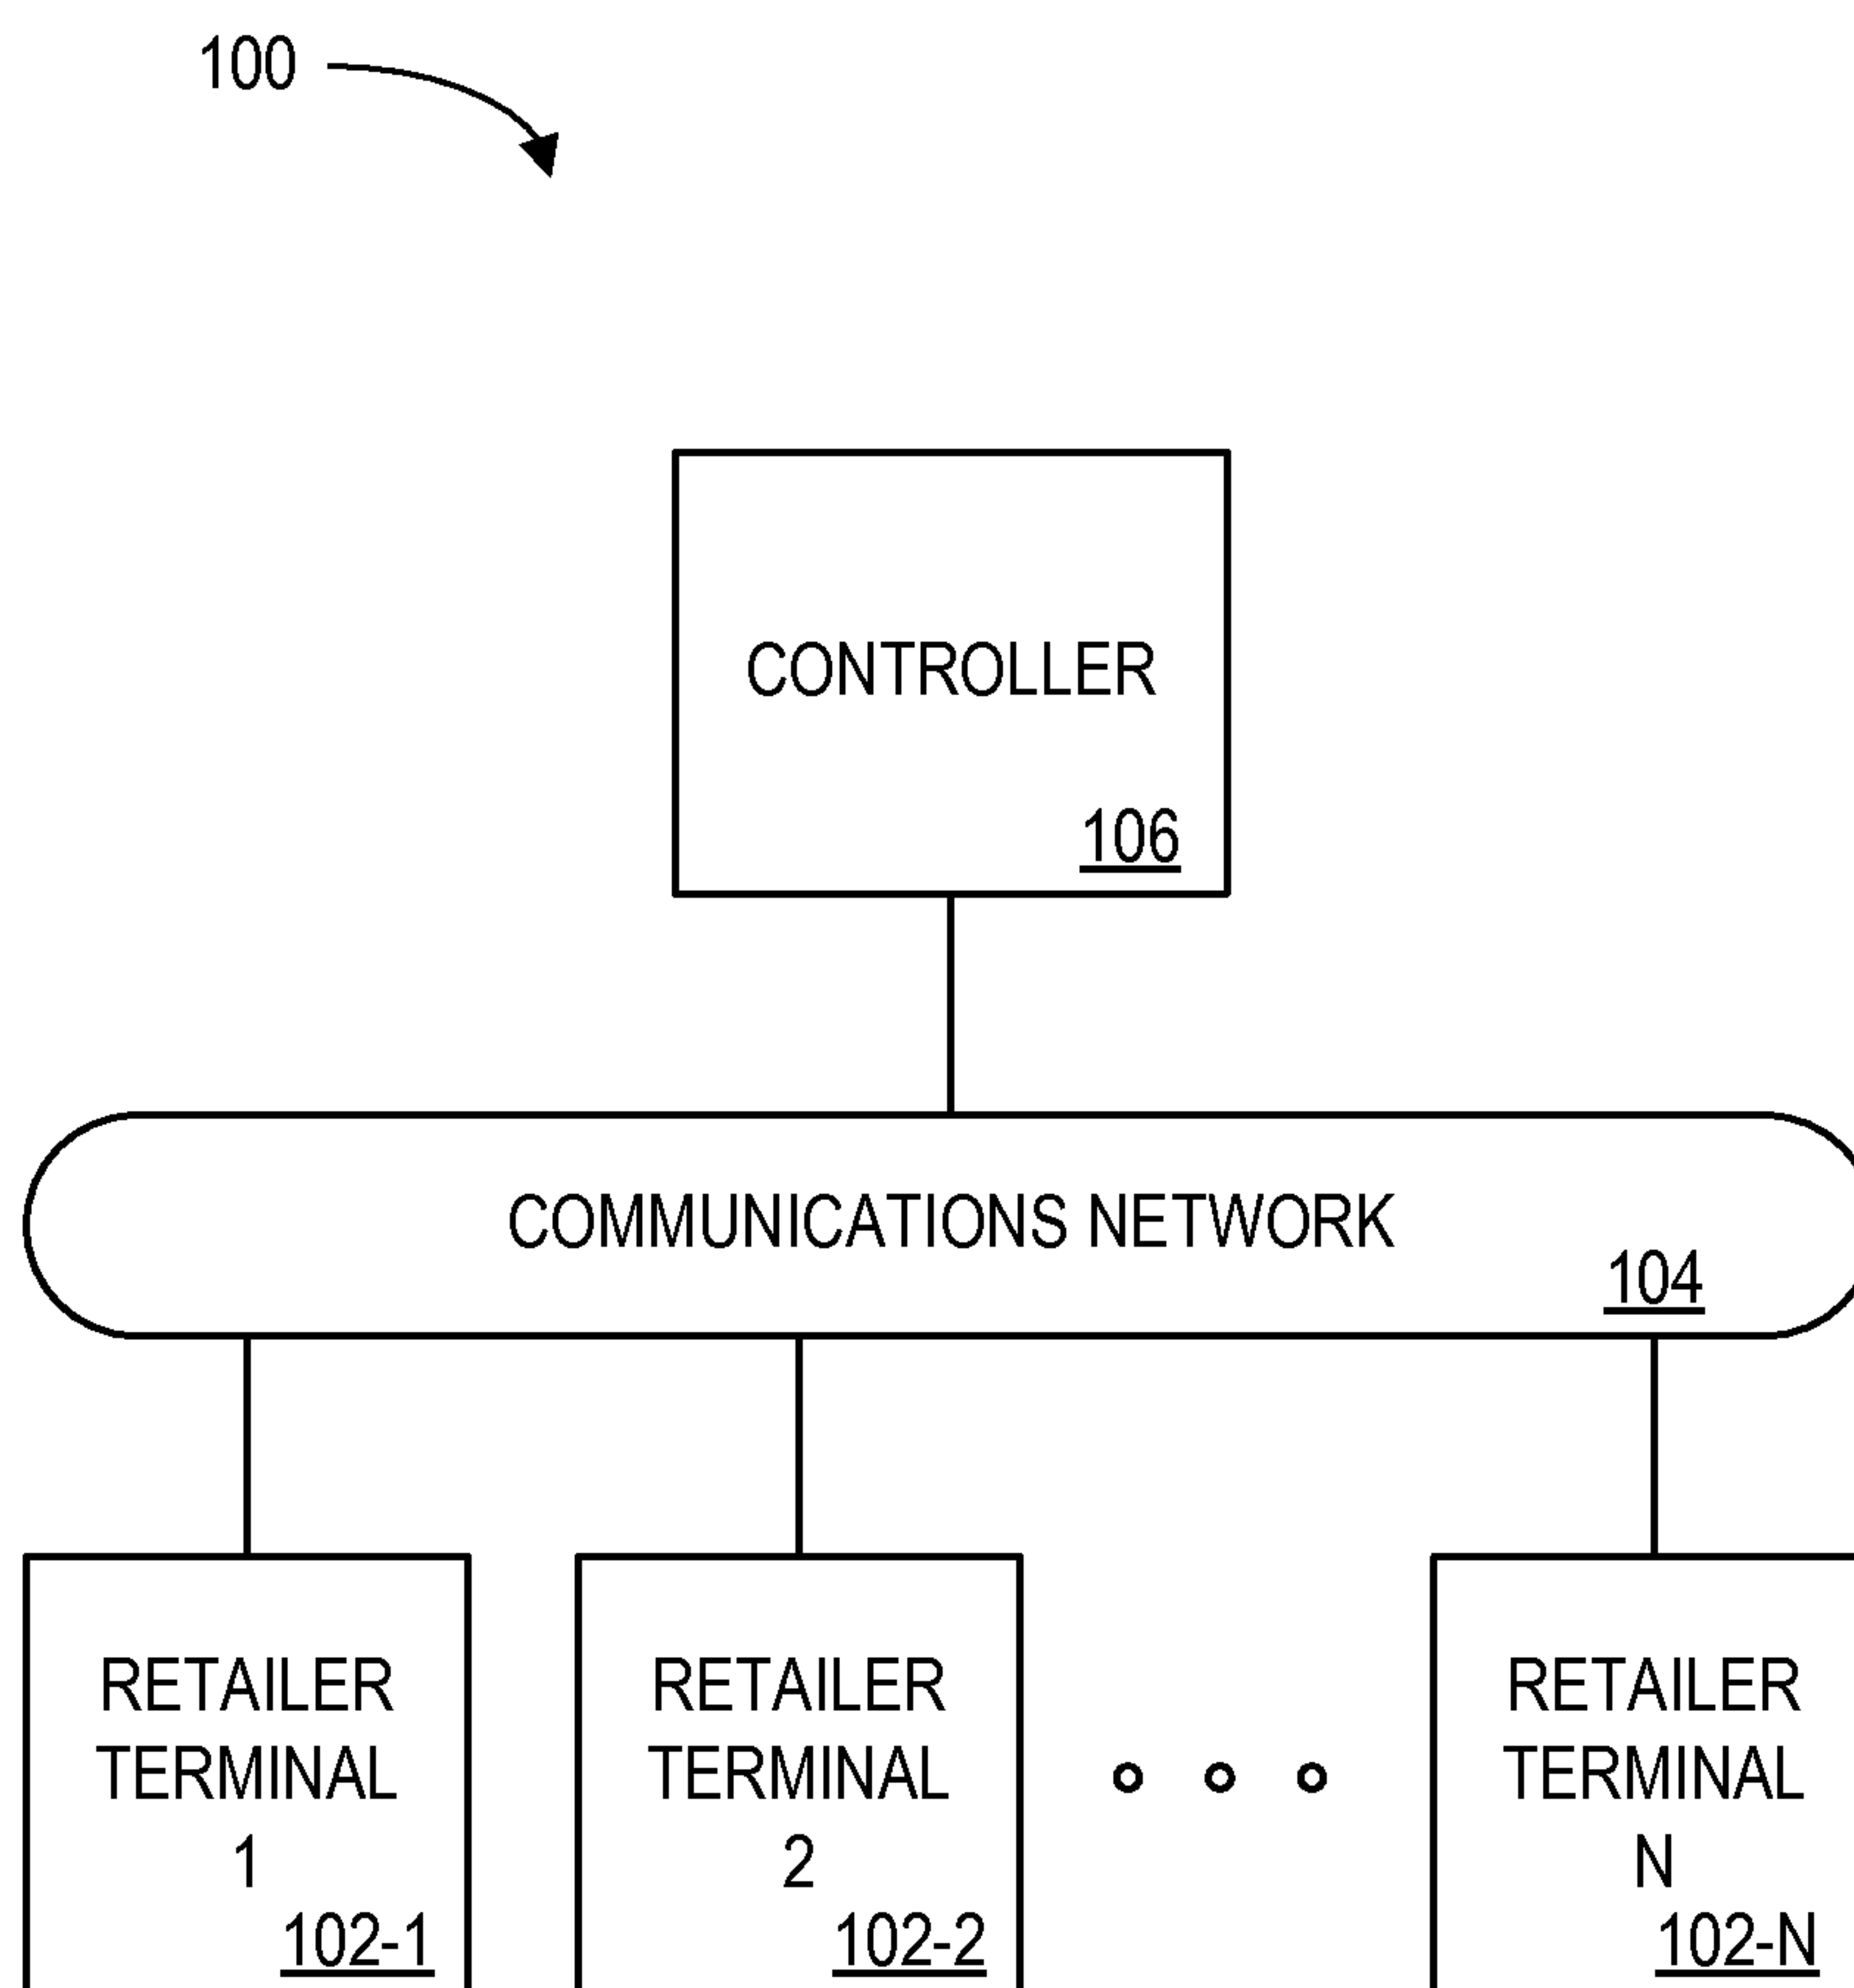 100
CONTROLLER
106
COMMUNICATIONS NETWORK
104
RETAILER
TERMINAL
1
102-1
RETAILER
TERMINAL
2
102-2
RETAILER
TERMINAL
N
102-N